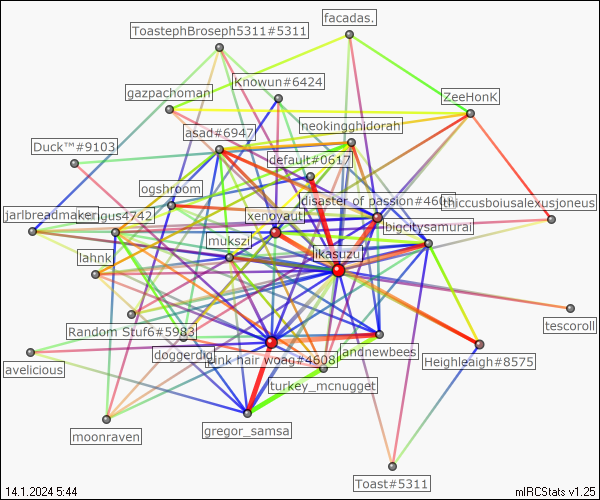 facadas.
ToastephBroseph5311#5311
Knowun#6424
gazpachoman
ZeeHonK
neokingghidorah
asad#6947
Duck™#9103
default#0617
ogshroom
disaster of passion#460
thiccusboiusalexusjoneus
jarlbreadmaker
gus4742
xenoyaut
bigcitysamurai
mukszi
ikasuzu
lahnk
Random Stuf6#5983
tescoroll
doggerdig
pink hair woag#4608
andnewbees
Heighleaigh#8575
avelicious
turkey_mcnugget
gregor_samsa
moonraven
Toast#5311
14.1.2024 5:44
mIRCStats v1.25